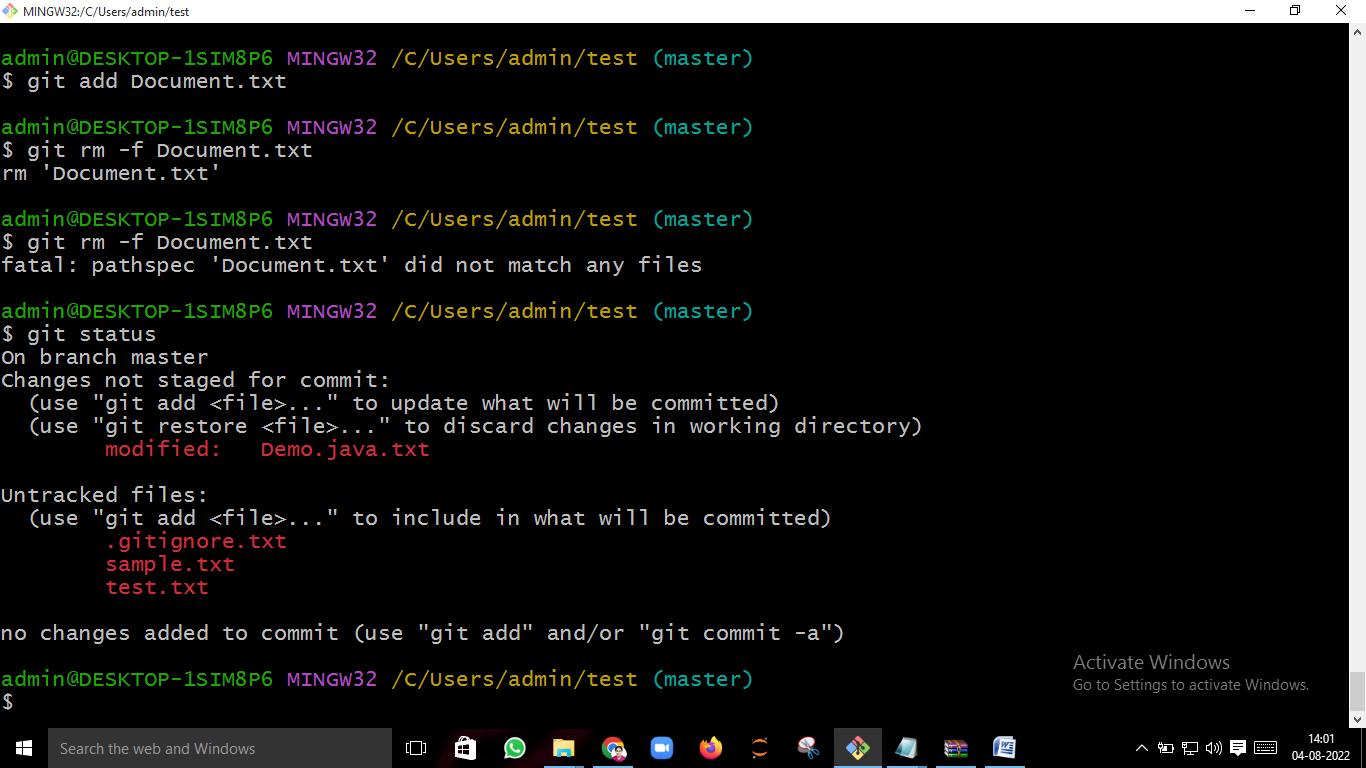 MINGW32:/C/Users/admin/test
admin@DESKTOP-1SIM8P6 MINGW32 /C/Users/admin/test (master)
$ git add Document.txt
admin@DESKTOP-1SIM8P6 MINGW32 /C/Users/admin/test (master)
$ git rm -f Document.txt
rm 'Document.txt'
admin@DESKTOP-1SIM8P6 MINGW32 /C/Users/admin/test (master)
$ git rm -f Document.txt
fatal: pathspec 'Document.txt' did not match any files
admin@DESKTOP-1SIM8P6 MINGW32 /C/Users/admin/test (master)
$ git status
On branch master
Changes not staged for commit:
  (use "git add <file>..." to update what will be committed)
  (use "git restore <file>..." to discard changes in working directory)
        modified:   Demo.java.txt
Untracked files:
  (use "git add <file>..." to include in what will be committed)
        .gitignore.txt
        sample.txt
        test.txt
no changes added to commit (use "git add" and/or "git commit -a")
admin@DESKTOP-1SIM8P6 MINGW32 /C/Users/admin/test (master)
$
Activate Windows
Go to Settings to activate Windows.
Search the web and Windows
14:01
04-08-2022